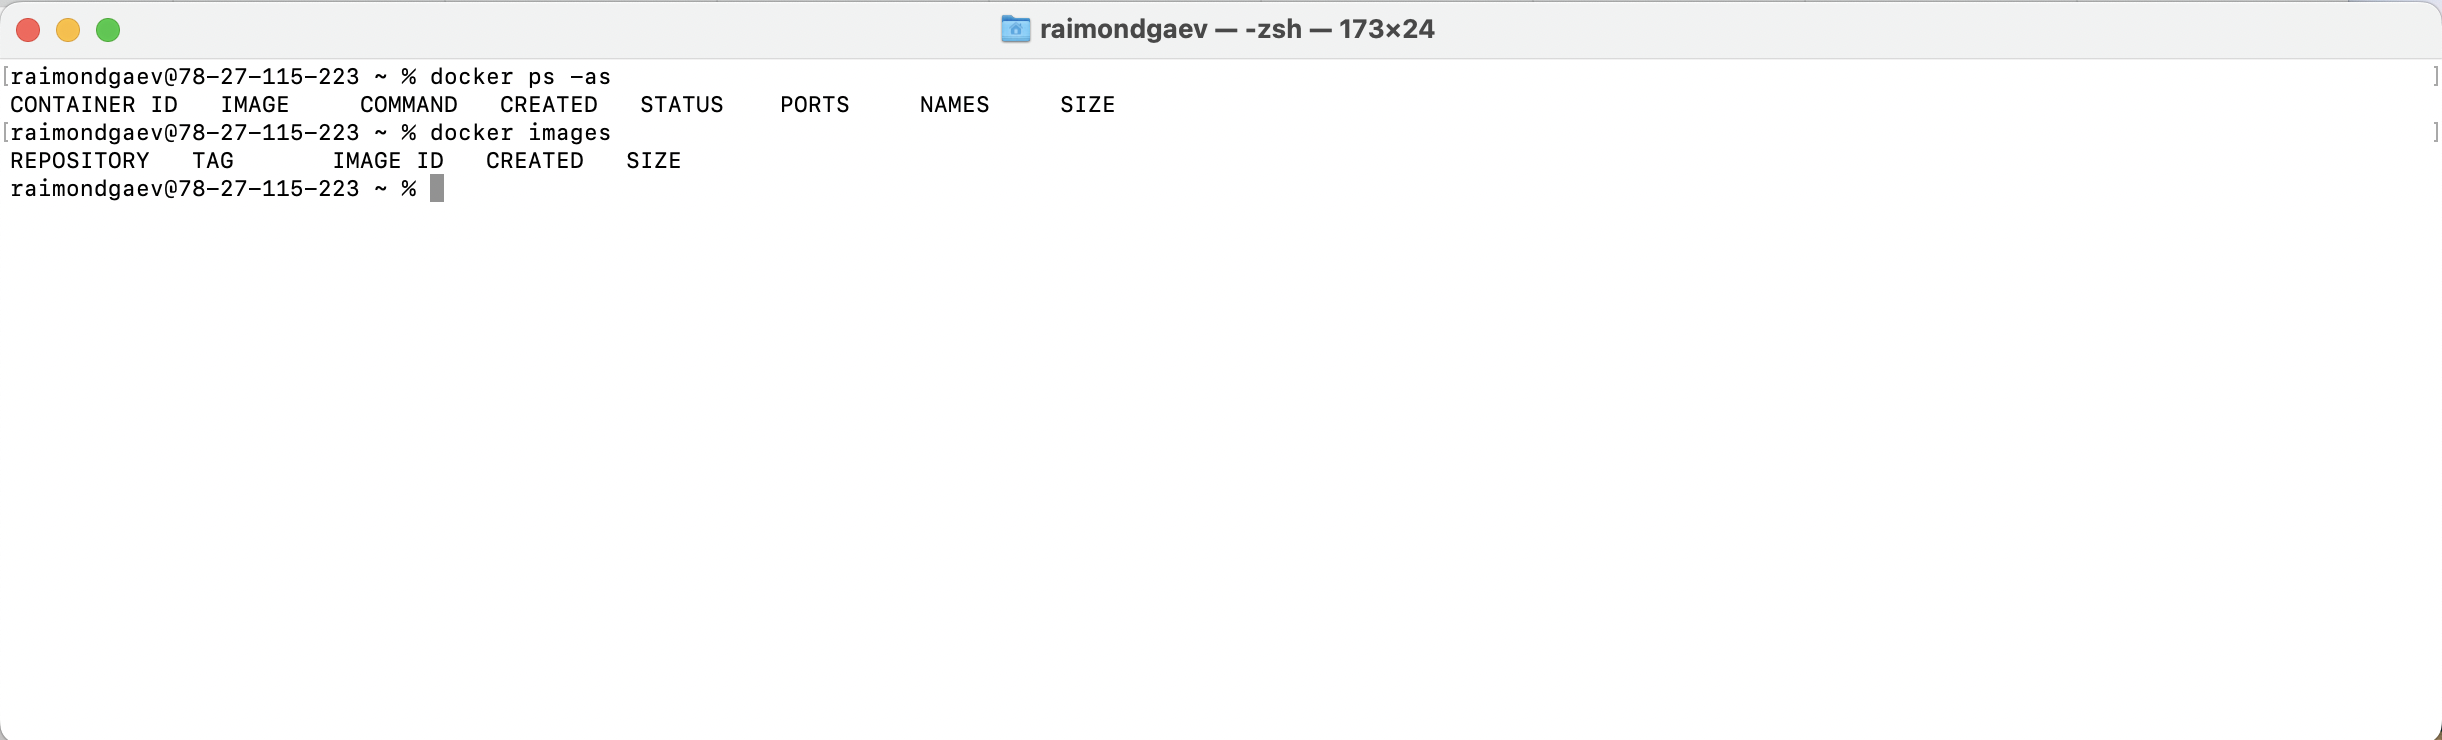 raimondgaev — -zsh — 173×24
[raimondgaev@78-27-115-223 ~ % docker ps -as ]
CONTAINER ID   IMAGE     COMMAND   CREATED   STATUS    PORTS     NAMES     SIZE
[raimondgaev@78-27-115-223 ~ % docker images ]
REPOSITORY   TAG       IMAGE ID   CREATED   SIZE
raimondgaev@78-27-115-223 ~ %